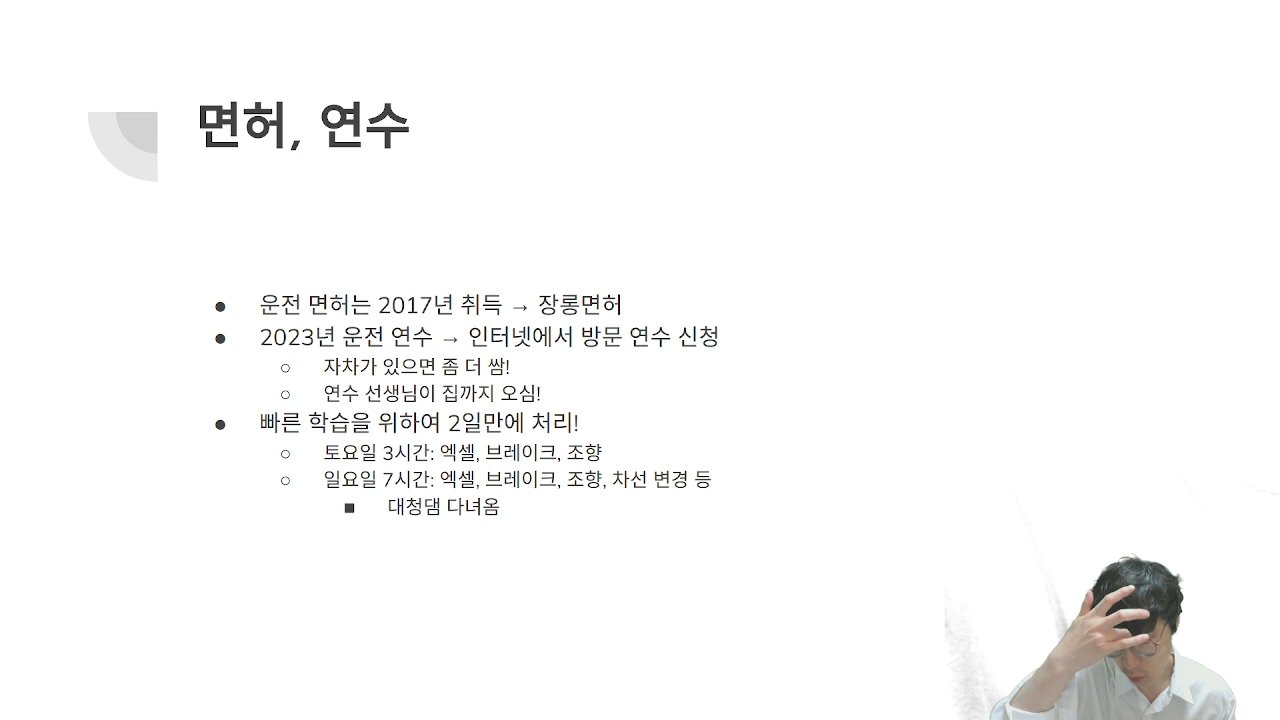 면허, 연수
● 운전 면허는 2017년 취득 → 장롱면허
● 2023년 운전 연수 → 인터넷에서 방문 연수 신청
○ 자차가 있으면 좀 더 쌈!
○ 연수 선생님이 집까지 오심!
● 빠른 학습을 위하여 2일만에 처리!
○ 토요일 3시간: 엑셀, 브레이크, 조향
○ 일요일 7시간: 엑셀, 브레이크, 조향, 차선 변경 등
■ 대청댐 다녀옴